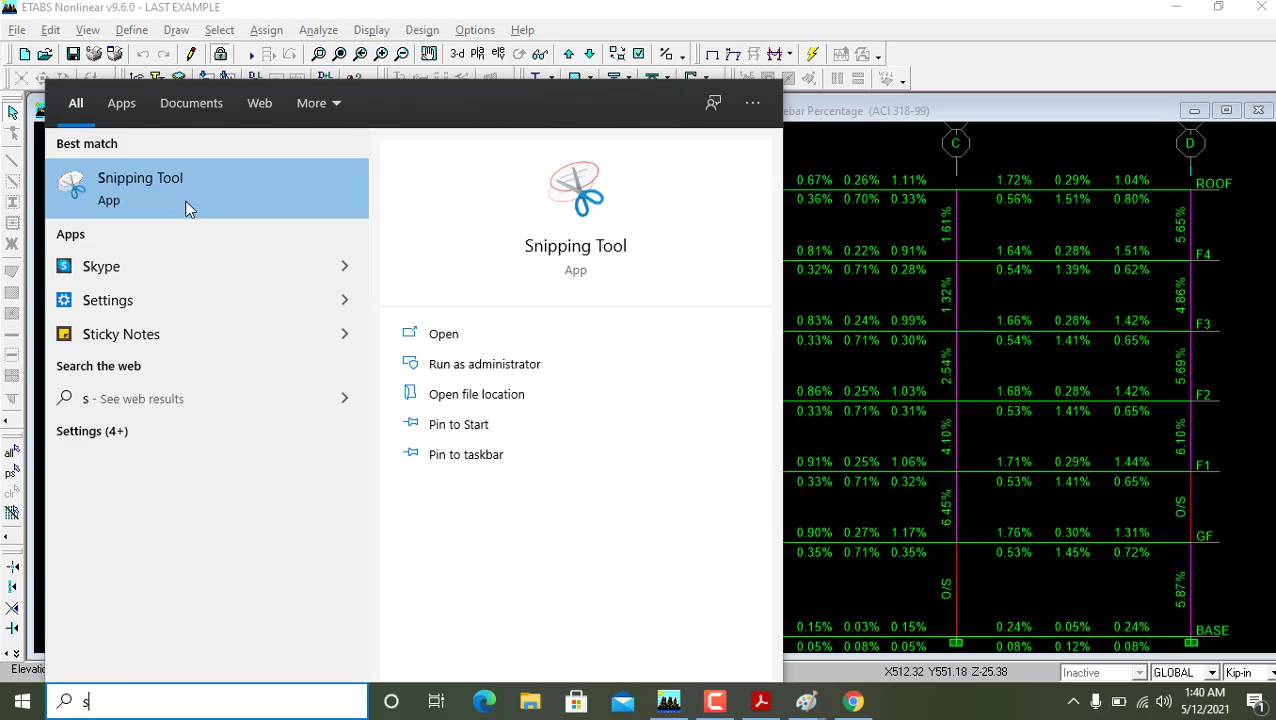 ETABS Nonlinear v9.6.0 - LAST EXAMPLE
File Edit View Define Draw Select Assign Analyze Display Design Options Help
3-d
All Apps Documents Web More
ebar Percentage (ACI 318-99)
Best match
Snipping Tool
App
Apps
Skype
Settings
Sticky Notes
Search the web
s - See web results
Settings (4+)
Snipping Tool
App
Open
Run as administrator
Open file location
Pin to Start
Pin to taskbar
all
ps
clr
C D
0.67% 0.26% 1.11% 1.72% 0.29% 1.04% ROOF
0.36% 0.70% 0.33% 0.56% 1.51% 0.80%
1.61% 5.65%
0.81% 0.22% 0.91% 1.64% 0.28% 1.51% F4
0.32% 0.71% 0.28% 0.54% 1.39% 0.62%
1.32% 4.86%
0.83% 0.24% 0.99% 1.66% 0.28% 1.42% F3
0.33% 0.71% 0.30% 0.54% 1.41% 0.65%
2.54% 5.69%
0.86% 0.25% 1.03% 1.68% 0.28% 1.42% F2
0.33% 0.71% 0.31% 0.53% 1.41% 0.65%
4.10% 6.10%
0.91% 0.25% 1.06% 1.71% 0.29% 1.44% F1
0.33% 0.71% 0.32% 0.53% 1.41% 0.65%
6.45% O/S
0.90% 0.27% 1.17% 1.76% 0.30% 1.31% GF
0.35% 0.71% 0.35% 0.53% 1.45% 0.72%
O/S 5.87%
0.15% 0.03% 0.15% 0.24% 0.05% 0.24% BASE
0.05% 0.08% 0.05% 0.08% 0.12% 0.08%
Elevati X512.32 Y551.18 Z-25.38 Inactive GLOBAL Kip-in
s
1:40 AM
5/12/2021